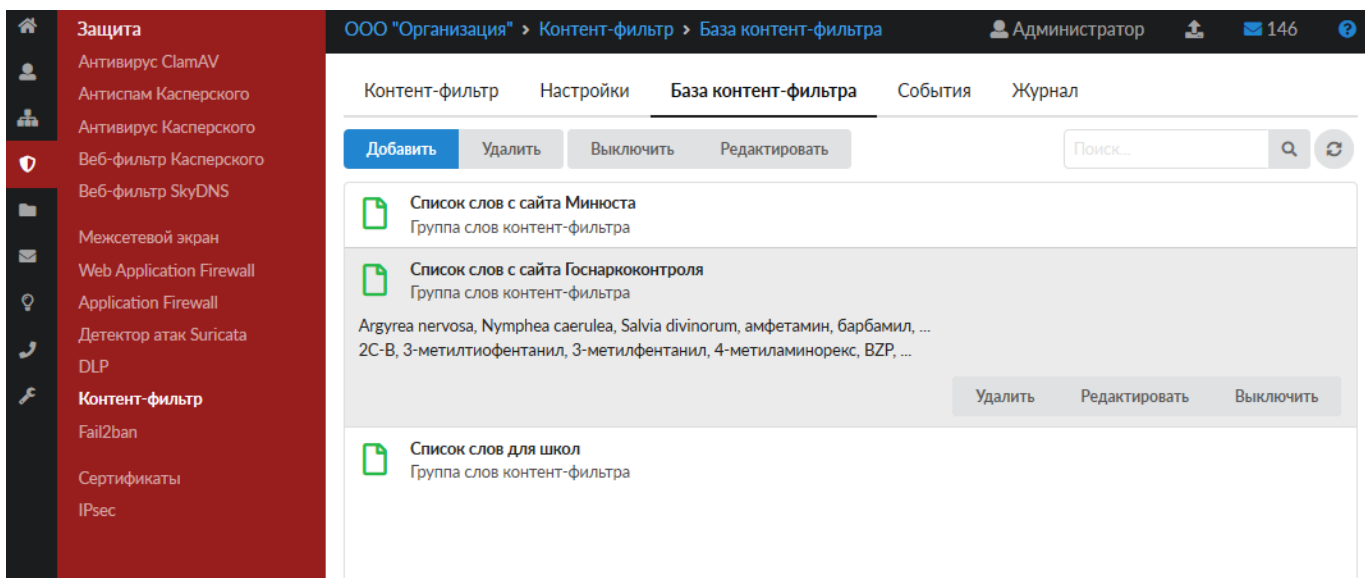 Защита
Антивирус ClamAV
Антиспам Касперского
Антивирус Касперского
Веб-фильтр Касперского
Веб-фильтр SkyDNS
Межсетевой экран
Web Application Firewall
Application Firewall
Детектор атак Suricata
DLP
Контент-фильтр
Fail2ban
Сертификаты
IPsec
ООО "Организация" > Контент-фильтр > База контент-фильтра
Администратор 146
Контент-фильтр Настройки База контент-фильтра События Журнал
Добавить Удалить Выключить Редактировать Поиск...
Список слов с сайта Минюста
Группа слов контент-фильтра
Список слов с сайта Госнаркоконтроля
Группа слов контент-фильтра
Argyrea nervosa, Nymphea caerulea, Salvia divinorum, амфетамин, барбамил, ...
2C-B, 3-метилтиофентанил, 3-метилфентанил, 4-метиламинорекс, BZP, ...
Удалить Редактировать Выключить
Список слов для школ
Группа слов контент-фильтра